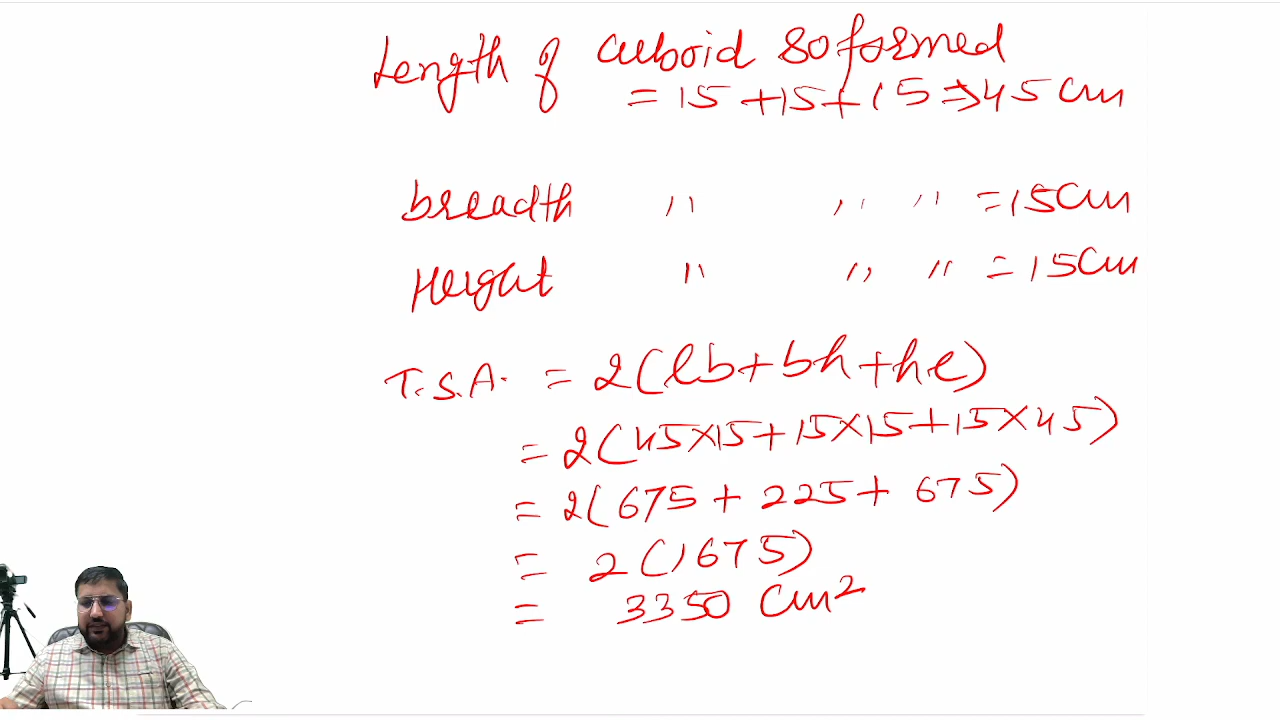 Length of cuboid so formed
= 15 + 15 + 15 => 45 cm
breadth " " " = 15 cm
Height " " " = 15 cm
T.S.A. = 2(lb + bh + hl)
= 2(45×15 + 15×15 + 15×45)
= 2(675 + 225 + 675)
= 2(1675)
= 3350 cm²